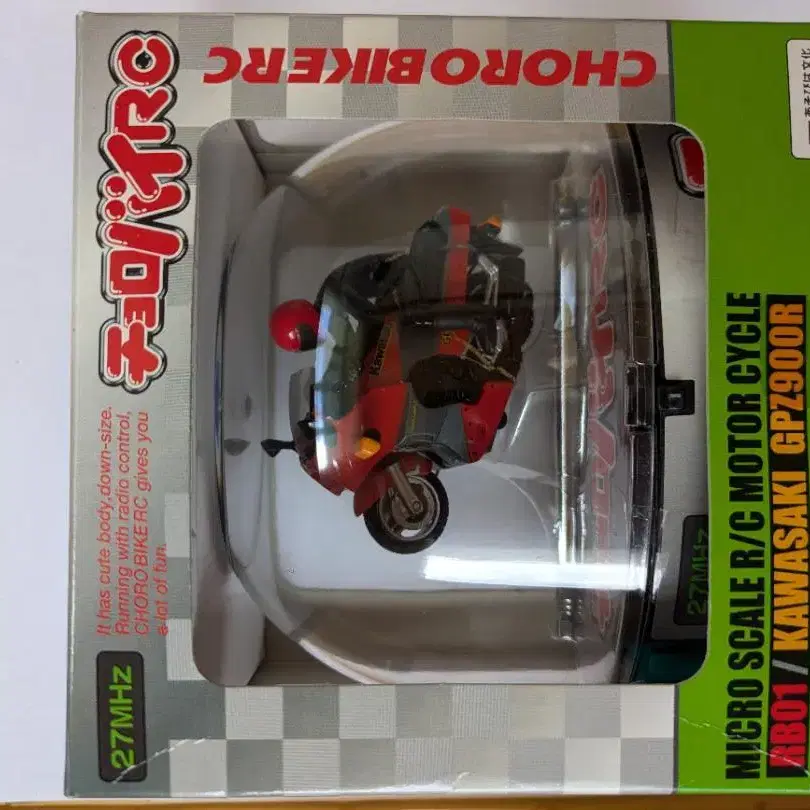 チョロバイRC
It has cute body,down-size.
Running with radio control,
CHOROBIKERC gives you
a lot of fun.
27MHz
CHOROBIKERC
Kawasaki
27MHz
MICRO SCALE R/C MOTOR CYCLE
RB01 / KAWASAKI GPZ900R